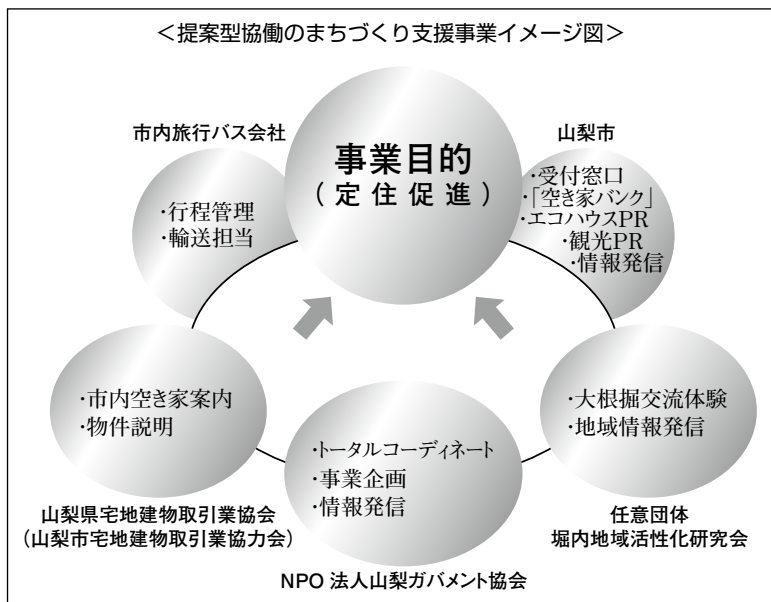 ＜提案型協働のまちづくり支援事業イメージ図＞
事業目的
（定住促進）
市内旅行バス会社
・行程管理
・輸送担当
山梨市
・受付窓口
・「空き家バンク」
・エコハウスPR
・観光PR
・情報発信
・市内空き家案内
・物件説明
山梨県宅地建物取引業協会
（山梨市宅地建物取引業協力会）
・トータルコーディネート
・事業企画
・情報発信
NPO 法人山梨ガバメント協会
・大根掘交流体験
・地域情報発信
任意団体
堀内地域活性化研究会